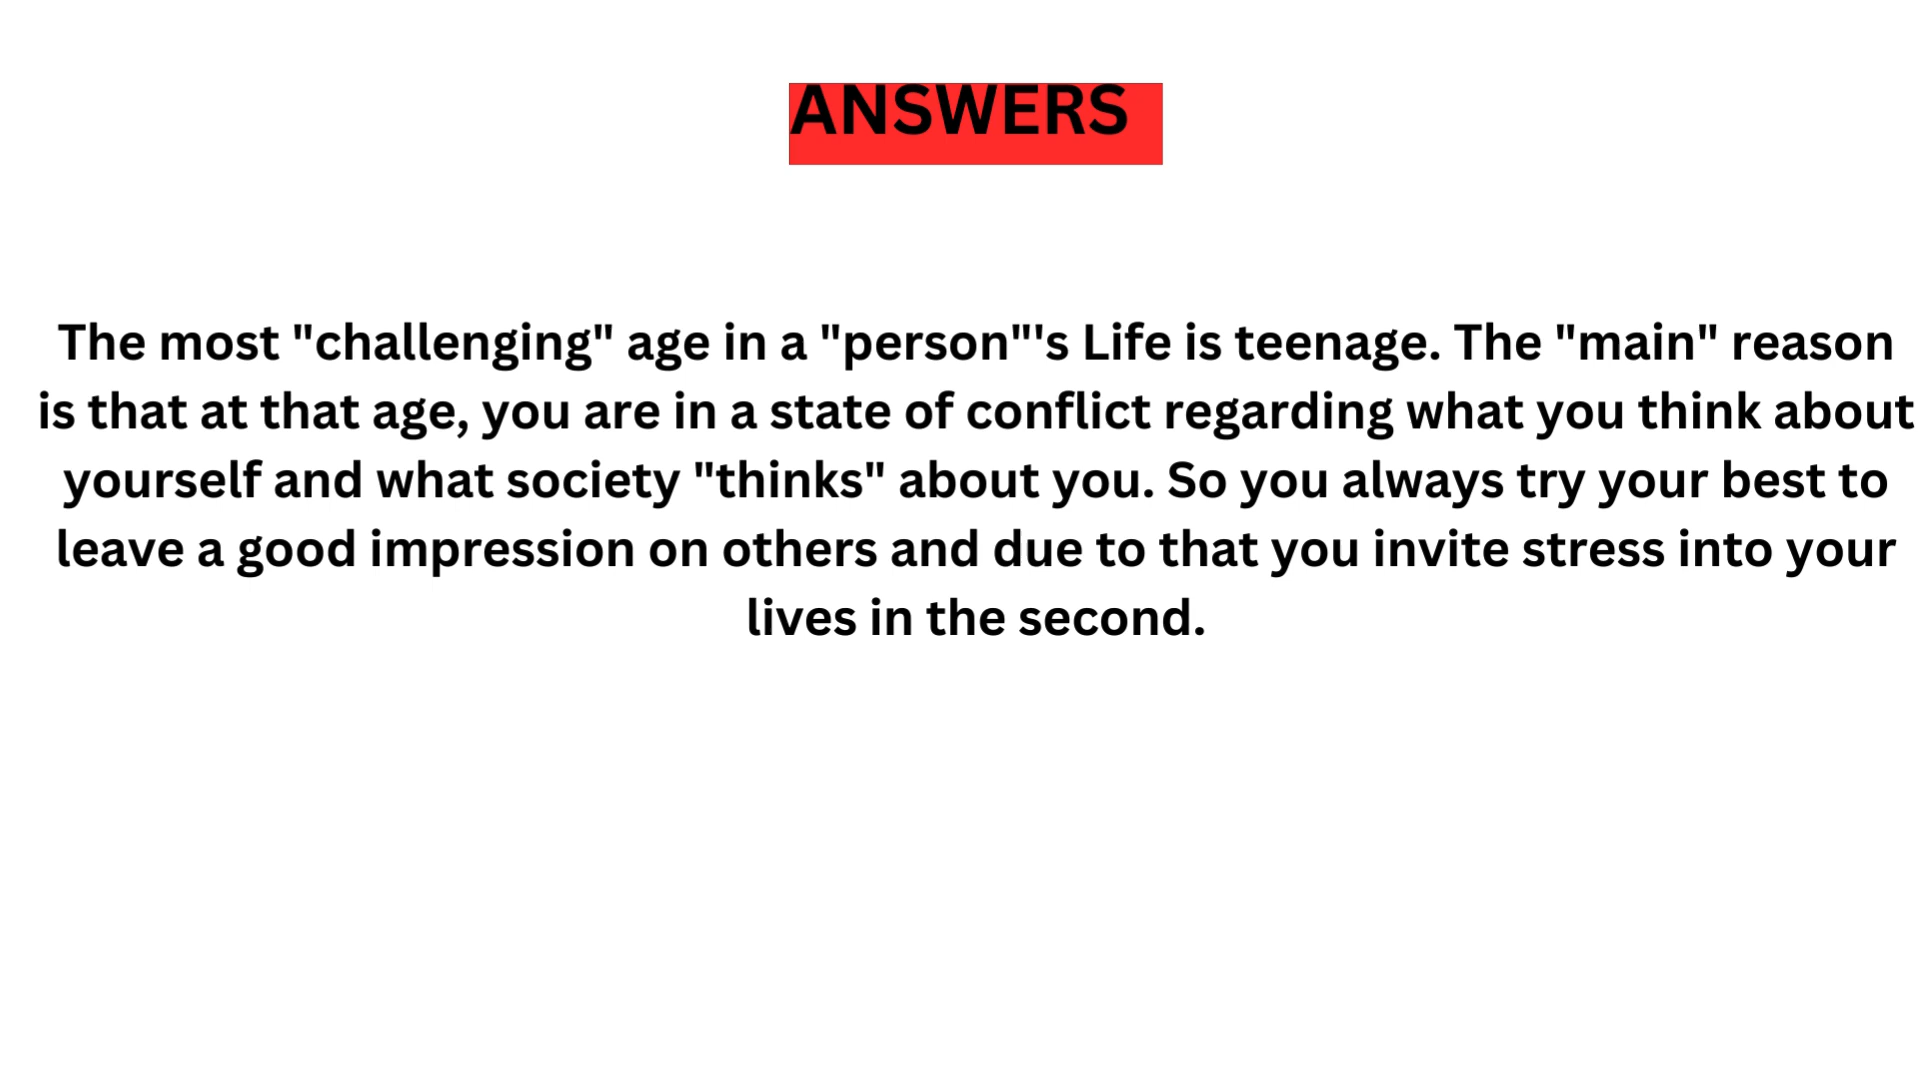 ANSWERS
The most "challenging" age in a "person"'s Life is teenage. The "main" reason
is that at that age, you are in a state of conflict regarding what you think about
yourself and what society "thinks" about you. So you always try your best to
leave a good impression on others and due to that you invite stress into your
lives in the second.